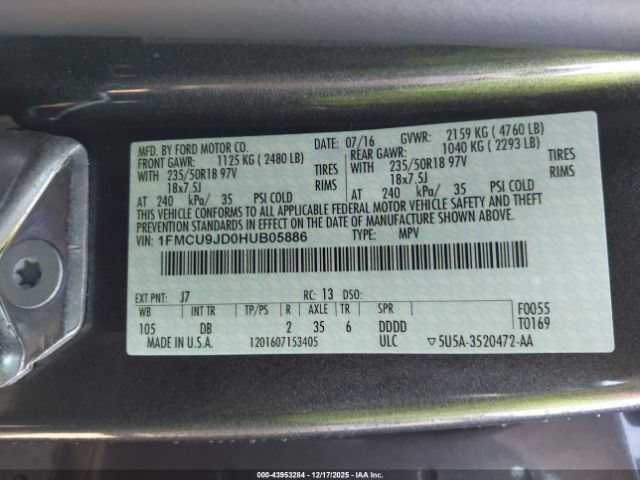 MFD. BY FORD MOTOR CO. 07/16 GVWR: 2159 KG ( 4760 LB)
FRONT GAWR: 1125 KG ( 2480 LB) REAR GAWR: 1040 KG ( 2293 LB)
WITH 235/50R18 97V TIRES WITH 235/50R18 97V TIRES
18x7.5J RIMS 18x7.5J RIMS
AT 240 kPa/ 35 PSI COLD AT 240 kPa/ 35 PSI COLD
THIS VEHICLE CONFORMS TO ALL APPLICABLE FEDERAL MOTOR VEHICLE SAFETY AND THEFT
PREVENTION STANDARDS IN EFFECT ON THE DATE OF MANUFACTURE SHOWN ABOVE.
VIN: 1FMCU9JD0HUB05886 TYPE: MPV
EXT PNT: J7 RC: 13 DSO:
WB INT TR TP/PS R AXLE TR SPR F0055
105 DB 2 35 6 DDDD T0169
MADE IN U.S.A. 1201607153405 ULC ▽5U5A-3520472-AA
000-43953284 | 12/17/2025 - IAA